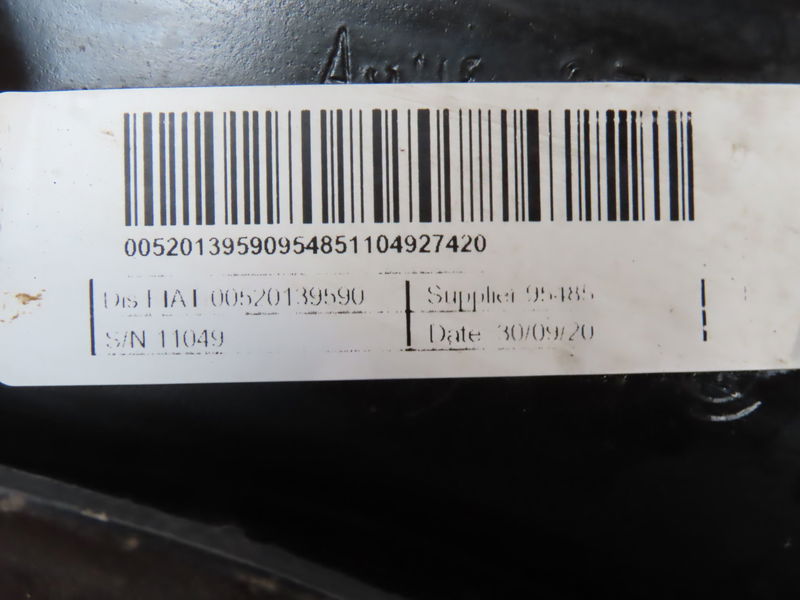 00520139590954851104927420
Dis FIAT 00520139590
Supplier 95485
S/N 11049
Date 30/09/20